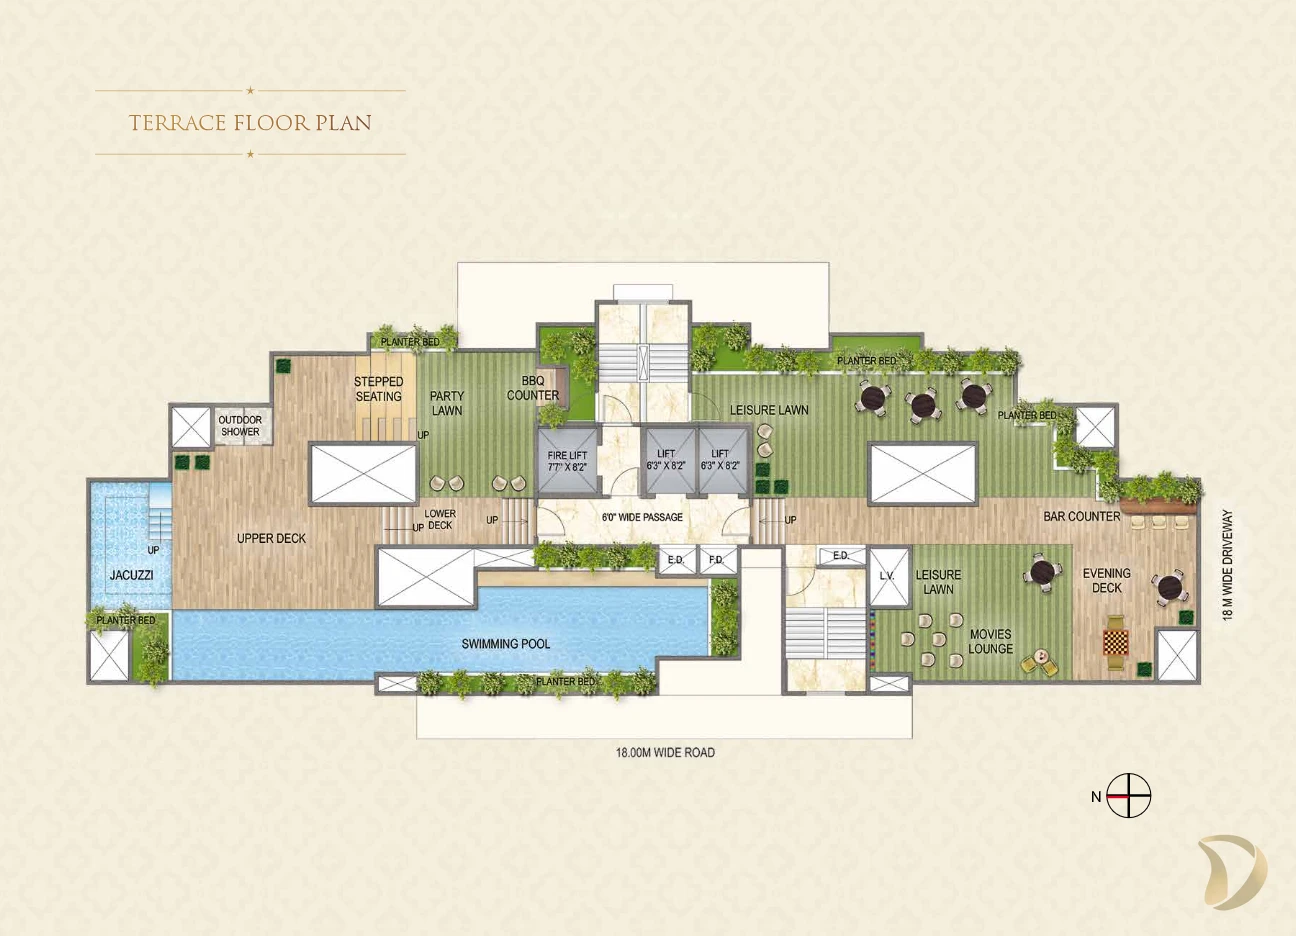 TERRACE FLOOR PLAN
PLANTER BED
STEPPED
SEATING
PARTY
LAWN
BBQ
COUNTER
OUTDOOR
SHOWER
UP
FIRE LIFT
7'7" X 8'2"
LIFT
6'3" X 8'2"
LIFT
6'3" X 8'2"
LEISURE LAWN
PLANTER BED
PLANTER BED
UPPER DECK
UP
LOWER
DECK
UP
6'0" WIDE PASSAGE
UP
BAR COUNTER
18 M WIDE DRIVEWAY
UP
JACUZZI
PLANTER BED
E.D.
F.D.
E.D.
L.V.
LEISURE
LAWN
EVENING
DECK
MOVIES
LOUNGE
SWIMMING POOL
PLANTER BED
18.00M WIDE ROAD
N